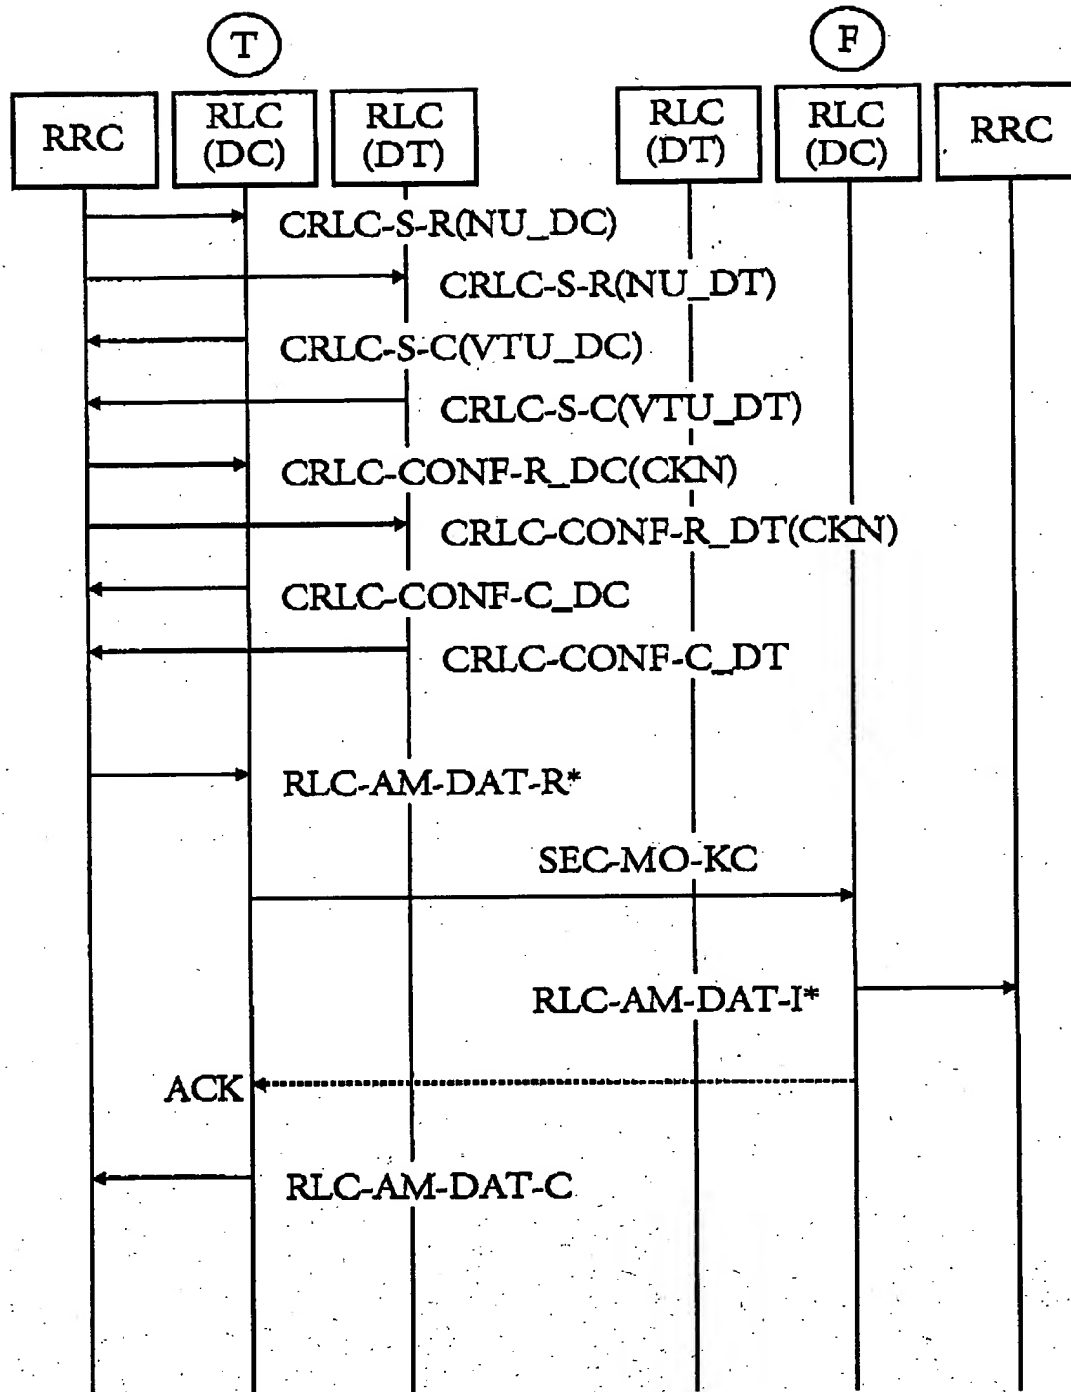 T
F
RRC
RLC
(DC)
RLC
(DT)
RLC
(DT)
RLC
(DC)
RRC
CRLC-S-R(NU_DC)
CRLC-S-R(NU_DT)
CRLC-S-C(VTU_DC)
CRLC-S-C(VTU_DT)
CRLC-CONF-R_DC(CKN)
CRLC-CONF-R_DT(CKN)
CRLC-CONF-C_DC
CRLC-CONF-C_DT
RLC-AM-DAT-R*
SEC-MO-KC
RLC-AM-DAT-I*
ACK
RLC-AM-DAT-C